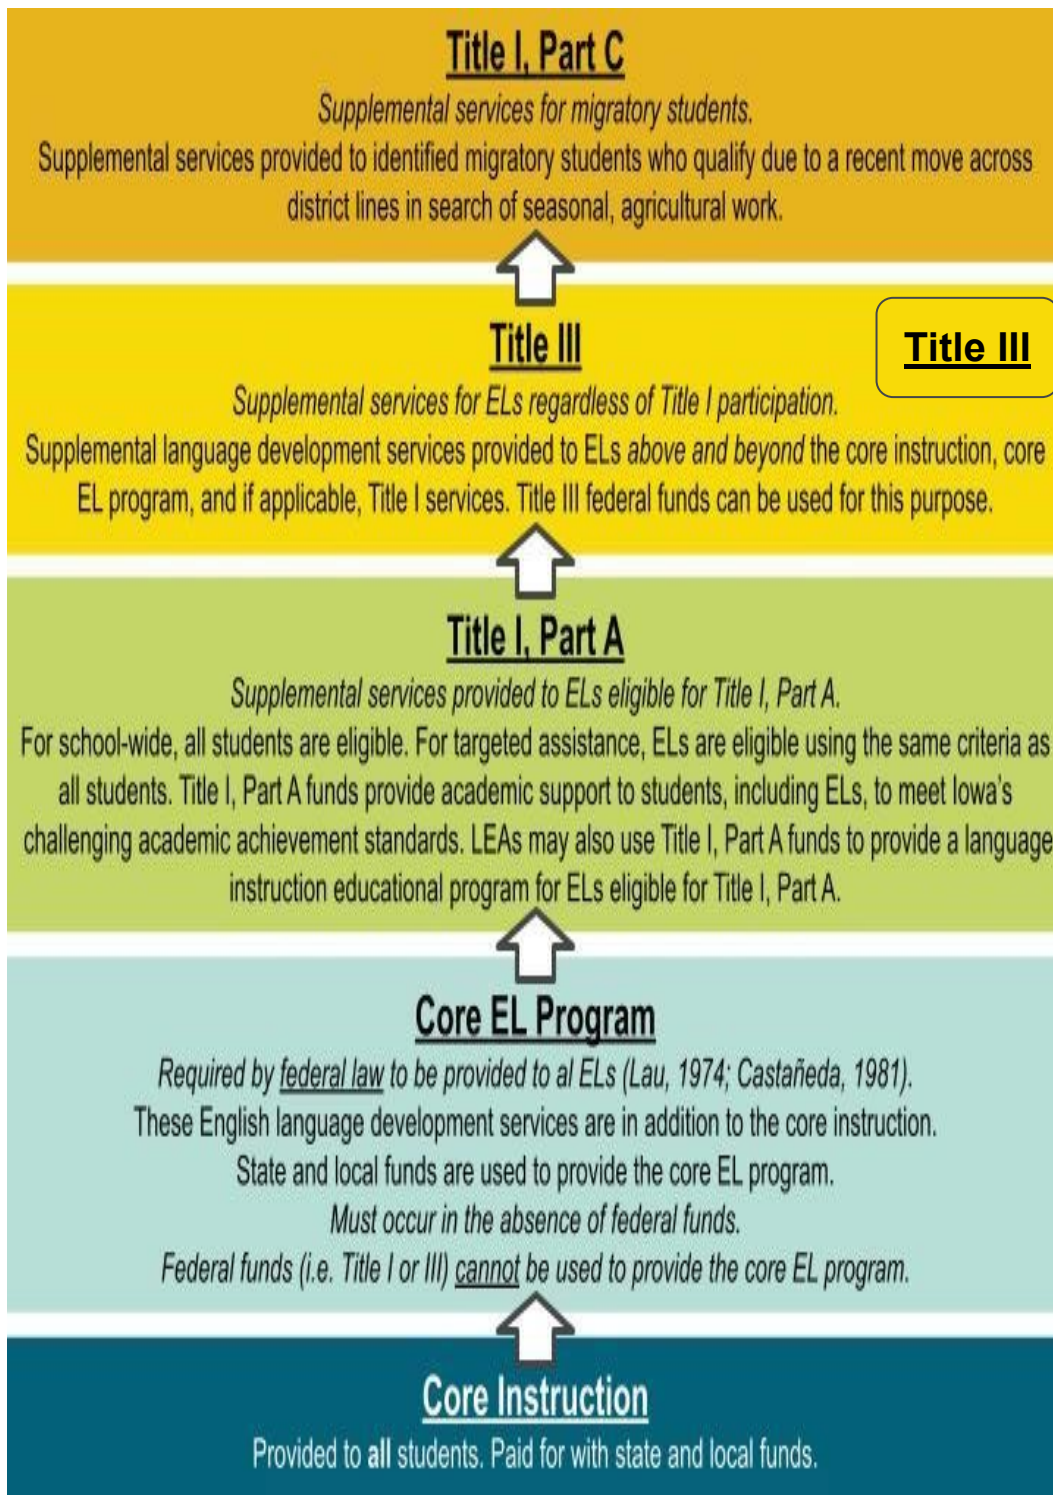 Title I, Part C
Supplemental services for migratory students.
Supplemental services provided to identified migratory students who qualify due to a recent move across
district lines in search of seasonal, agricultural work.
Title III
Title III
Supplemental services for ELs regardless of Title I participation.
Supplemental language development services provided to ELs above and beyond the core instruction, core
EL program, and if applicable, Title I services. Title III federal funds can be used for this purpose.
Title I, Part A
Supplemental services provided to ELs eligible for Title I, Part A.
For school-wide, all students are eligible. For targeted assistance, ELs are eligible using the same criteria as
all students. Title I, Part A funds provide academic support to students, including ELs, to meet Iowa's
challenging academic achievement standards. LEAs may also use Title I, Part A funds to provide a language
instruction educational program for ELs eligible for Title I, Part A.
Core EL Program
Required by federal law to be provided to al ELs (Lau, 1974; Castañeda, 1981).
These English language development services are in addition to the core instruction.
State and local funds are used to provide the core EL program.
Must occur in the absence of federal funds.
Federal funds (i.e. Title I or III) cannot be used to provide the core EL program.
Core Instruction
Provided to all students. Paid for with state and local funds.